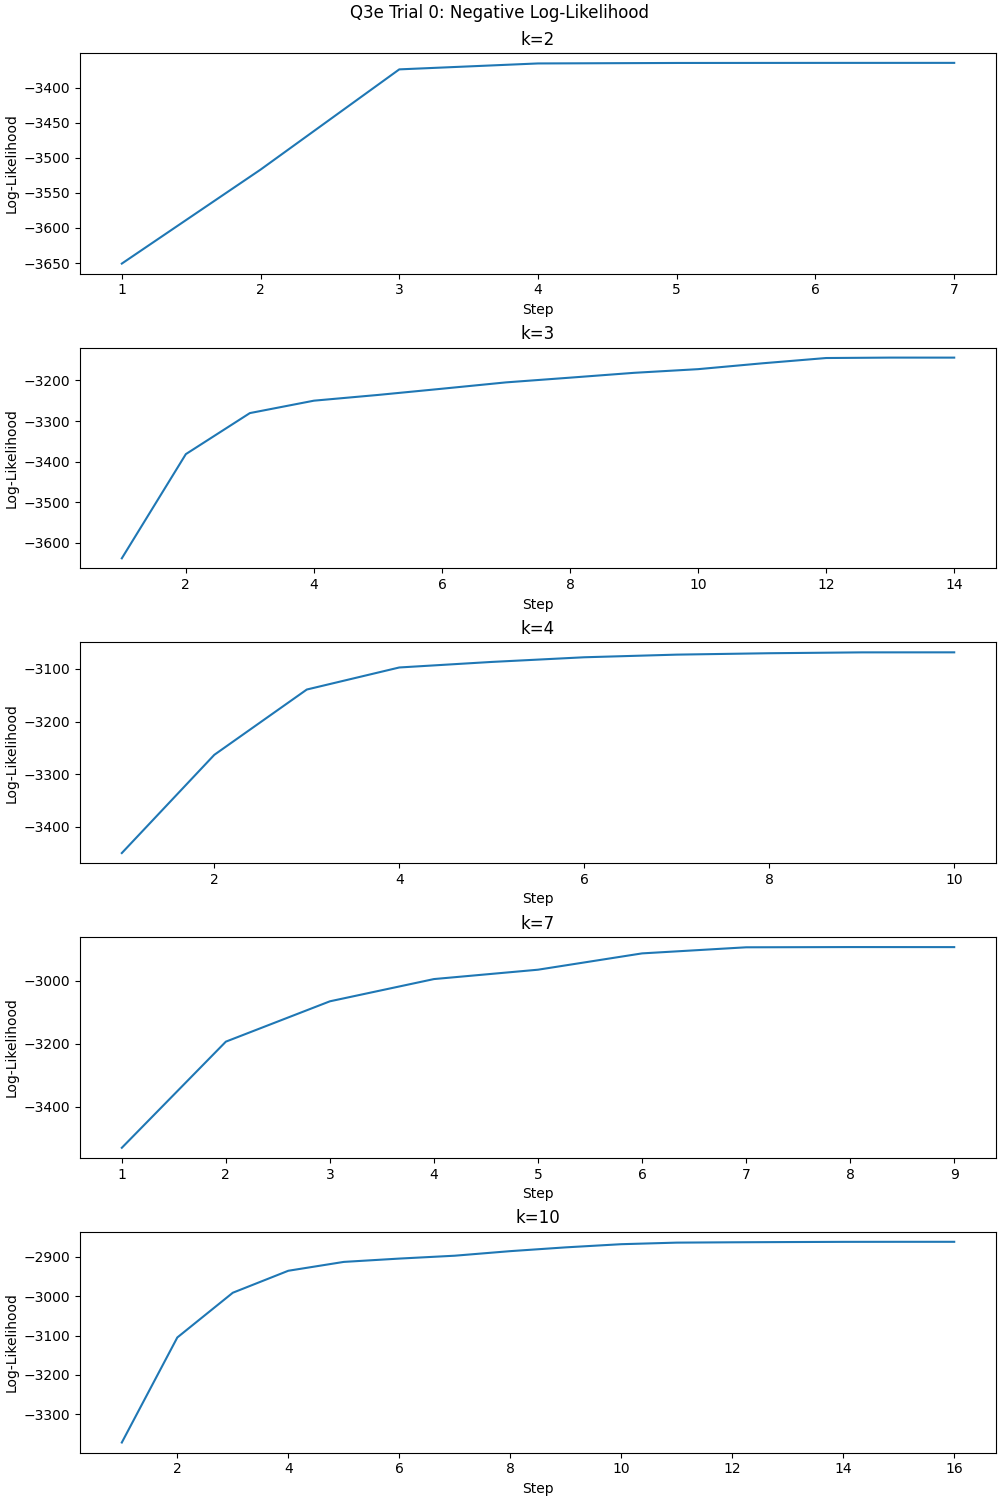 Q3e Trial 0: Negative Log-Likelihood
k=2
−3400
−3450
−3500
−3550
−3600
−3650
Log-Likelihood
1 2 3 4 5 6 7
Step
k=3
−3200
−3300
−3400
−3500
−3600
Log-Likelihood
2 4 6 8 10 12 14
Step
k=4
−3100
−3200
−3300
−3400
Log-Likelihood
2 4 6 8 10
Step
k=7
−3000
−3200
−3400
Log-Likelihood
1 2 3 4 5 6 7 8 9
Step
k=10
−2900
−3000
−3100
−3200
−3300
Log-Likelihood
2 4 6 8 10 12 14 16
Step